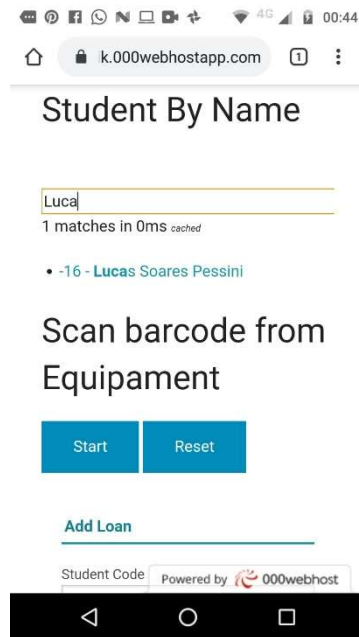 4G 00:44
k.000webhostapp.com 1
Student By Name
Luca
1 matches in 0ms cached
-16 - Lucas Soares Pessini
Scan barcode from
Equipament
Start Reset
Add Loan
Student Code
Powered by 000webhost